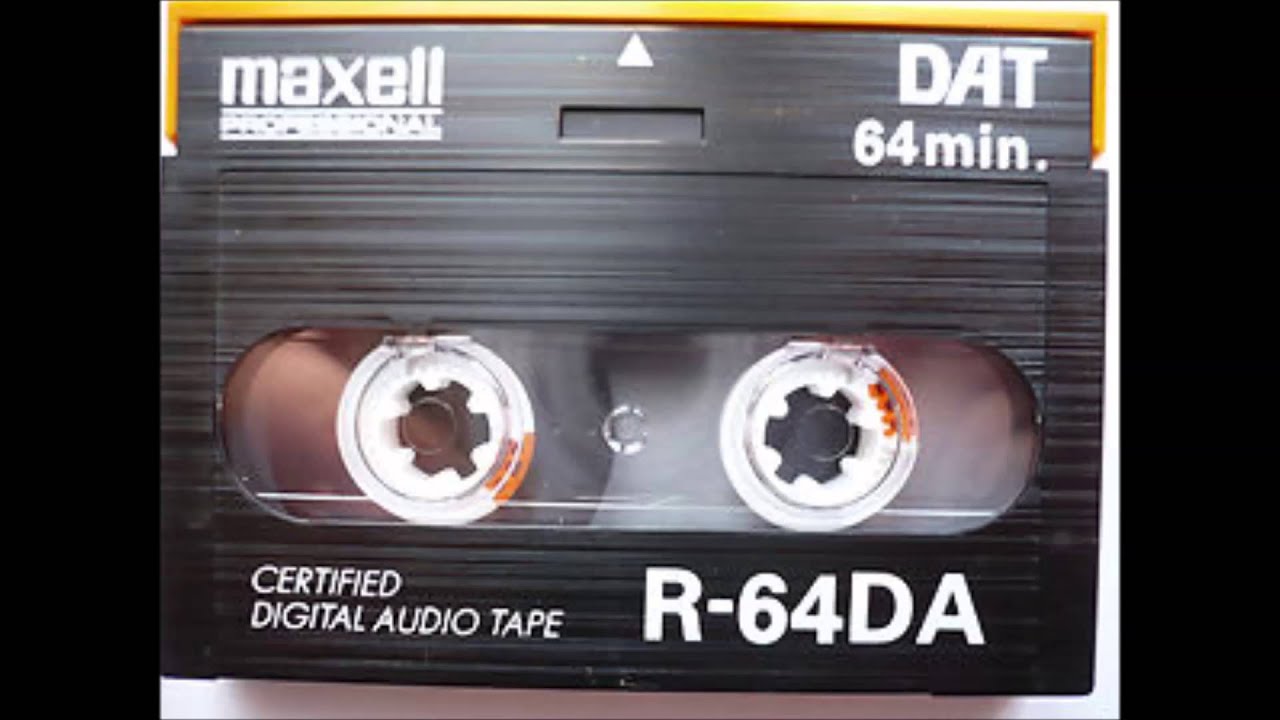 maxell
PROFESSIONAL
DAT
64min.
CERTIFIED
DIGITAL AUDIO TAPE
R-64DA